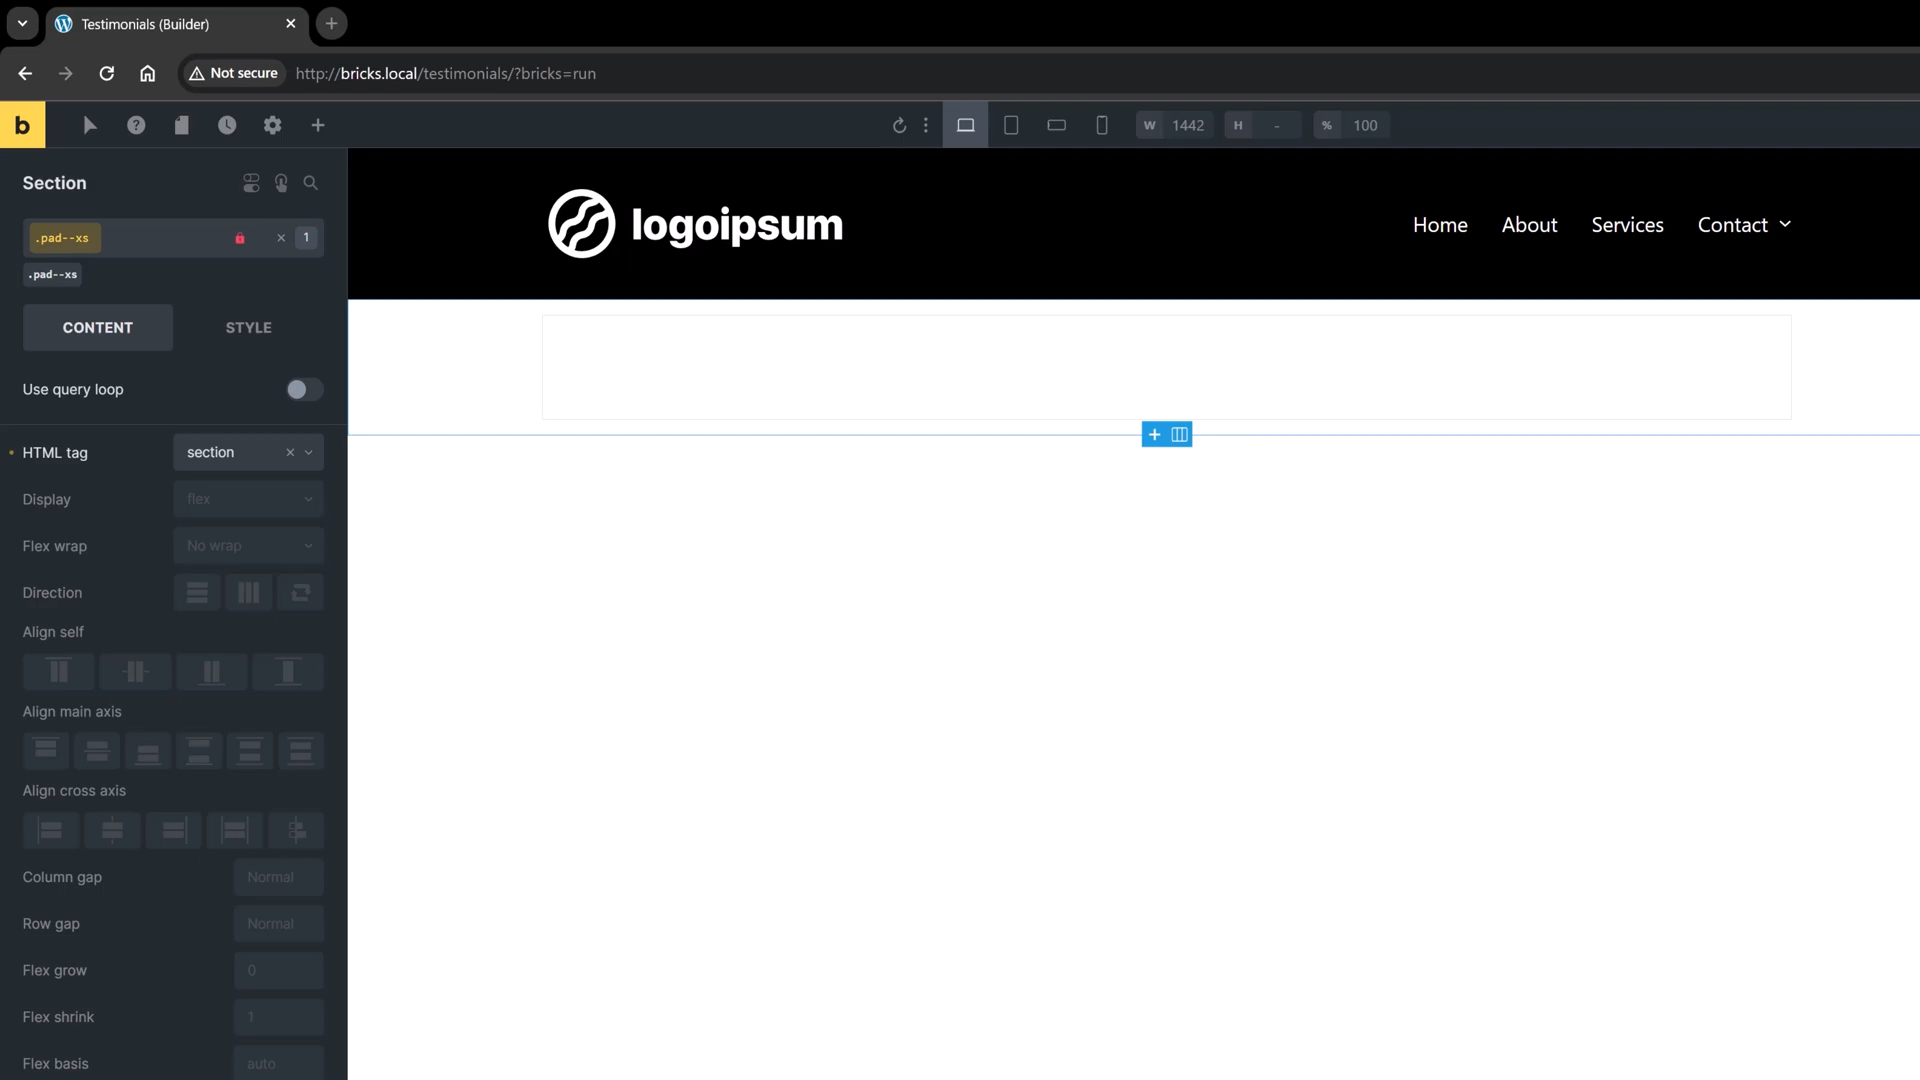 Testimonials (Builder)
Not secure
http://bricks.local/testimonials/?bricks=run
b
W 1442 H - % 100
Section
.pad--xs 1
.pad--xs
CONTENT STYLE
Use query loop
HTML tag section
Display flex
Flex wrap No wrap
Direction
Align self
Align main axis
Align cross axis
Column gap Normal
Row gap Normal
Flex grow 0
Flex shrink 1
Flex basis auto
logoipsum
Home About Services Contact